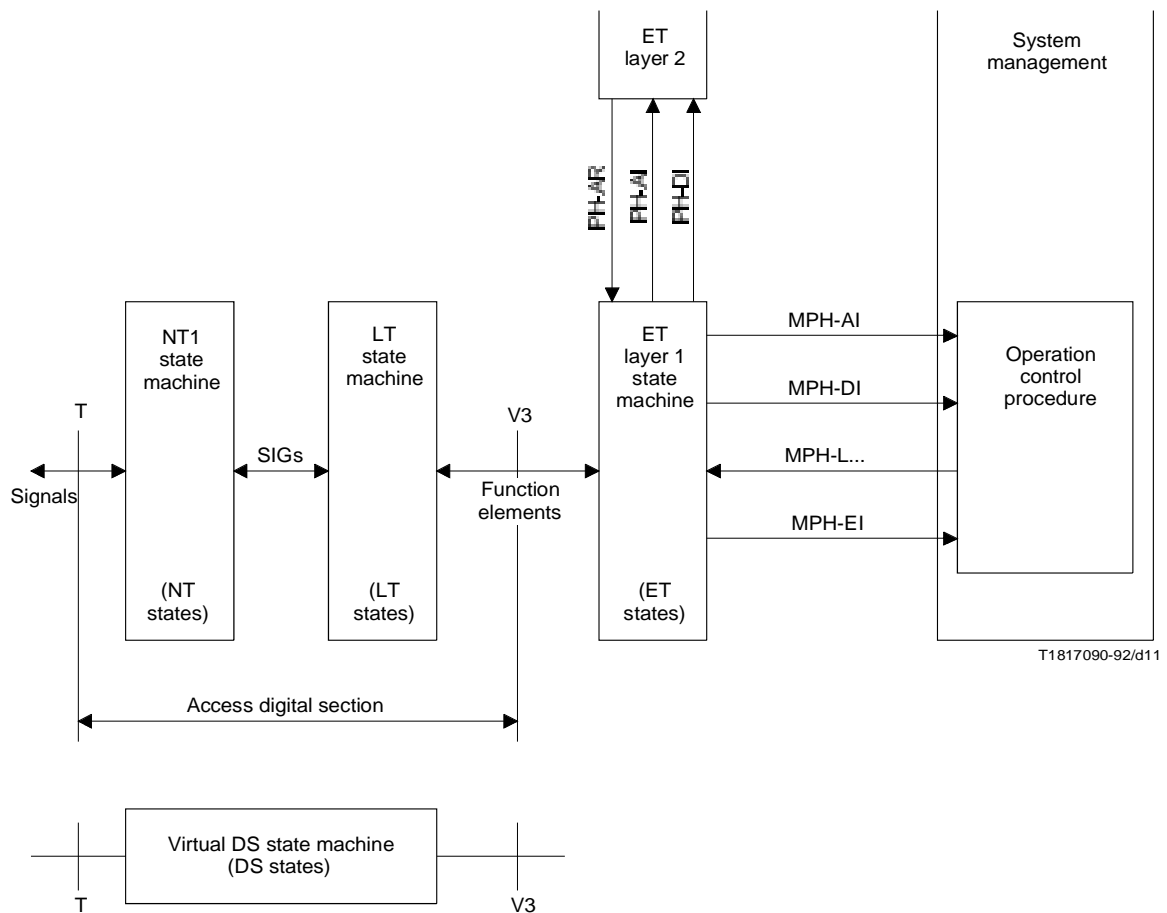 ET
layer 2
System
management
PH-AR
PH-AI
PH-DI
NT1
state
machine
LT
state
machine
ET
layer 1
state
machine
MPH-AI
Operation
control
procedure
MPH-DI
T
V3
SIGs
MPH-L...
Signals
Function
elements
MPH-EI
(NT
states)
(LT
states)
(ET
states)
T1817090-92/d11
Access digital section
Virtual DS state machine
(DS states)
T
V3